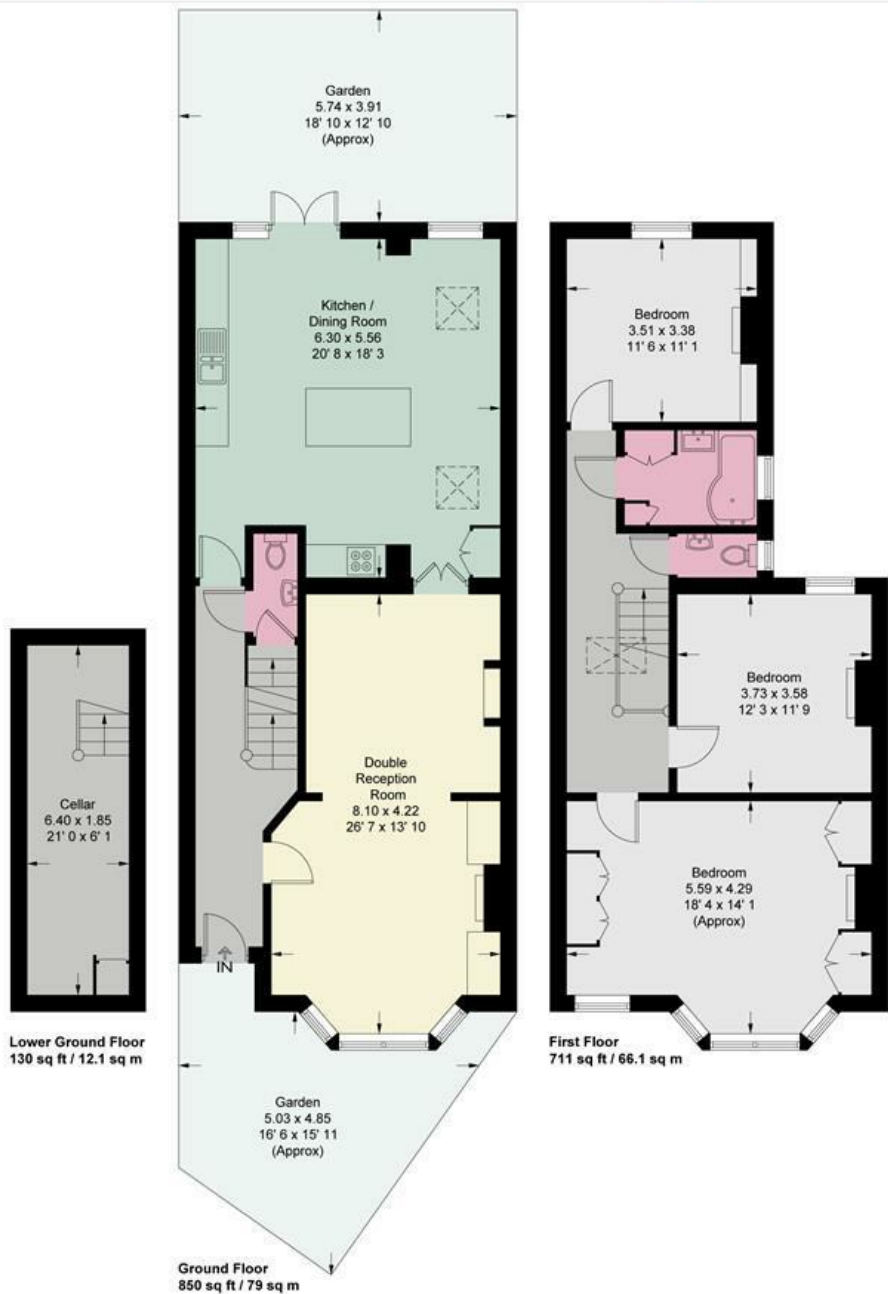 Garden
5.74 x 3.91
18' 10 x 12' 10
(Approx)
Kitchen /
Dining Room
6.30 x 5.56
20' 8 x 18' 3
Bedroom
3.51 x 3.38
11' 6 x 11' 1
Bedroom
3.73 x 3.58
12' 3 x 11' 9
Double
Reception
Room
8.10 x 4.22
26' 7 x 13' 10
Cellar
6.40 x 1.85
21' 0 x 6' 1
Bedroom
5.59 x 4.29
18' 4 x 14' 1
(Approx)
IN
Lower Ground Floor
130 sq ft / 12.1 sq m
First Floor
711 sq ft / 66.1 sq m
Garden
5.03 x 4.85
16' 6 x 15' 11
(Approx)
Ground Floor
850 sq ft / 79 sq m